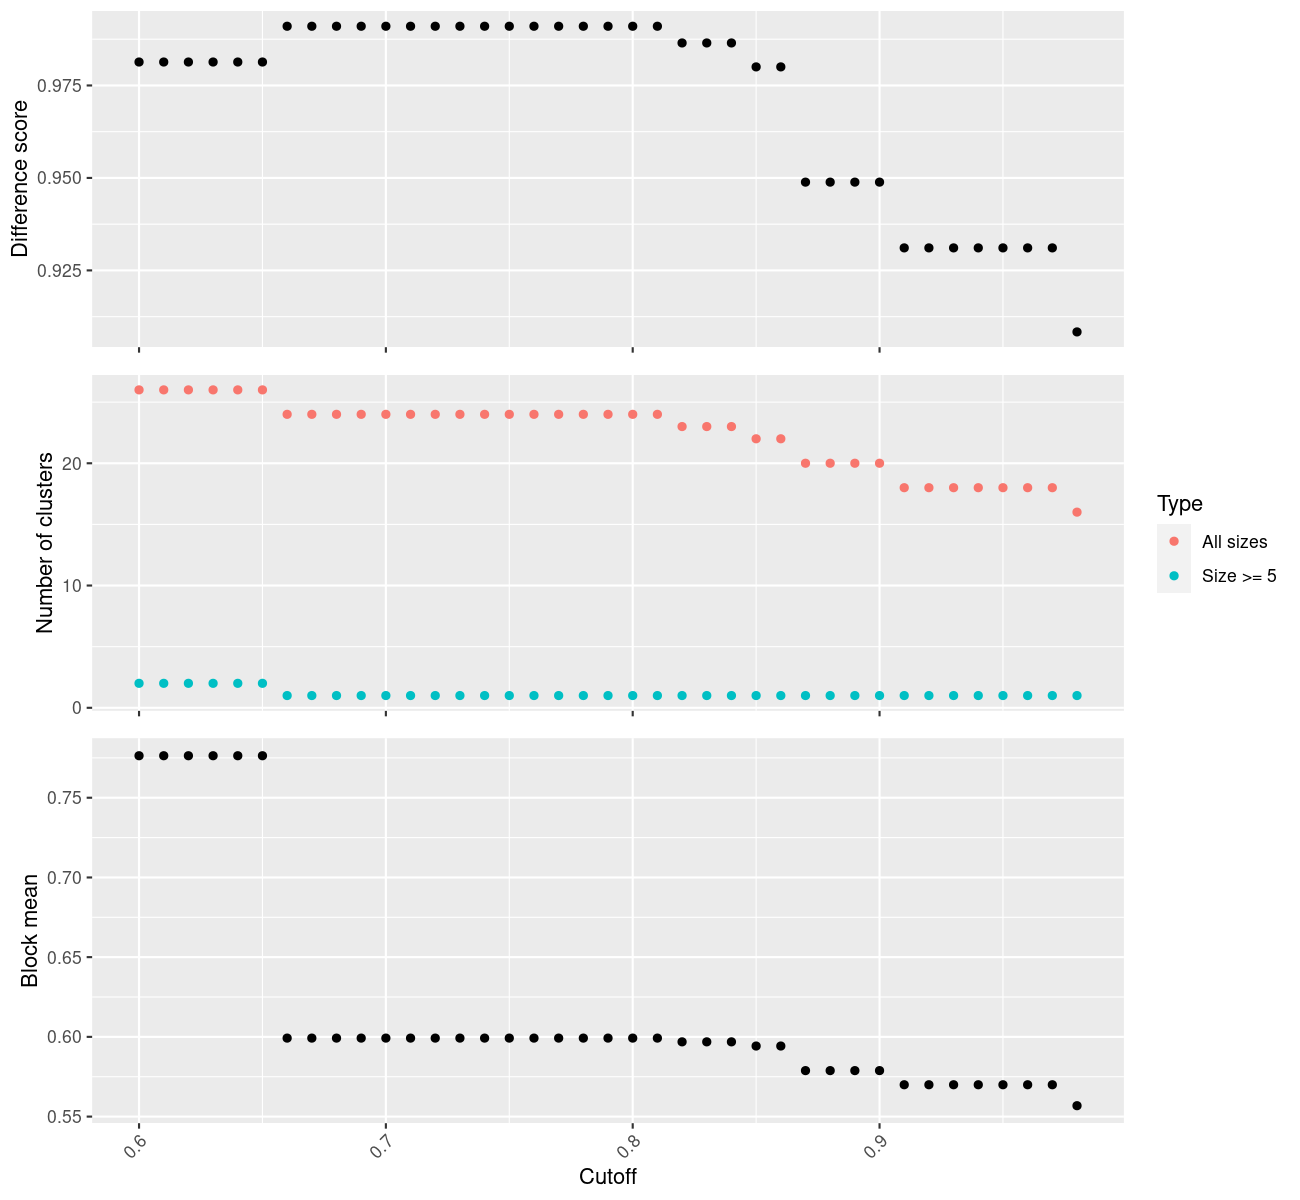 Difference score
0.975
0.950
0.925
Number of clusters
20
10
0
Type
All sizes
Size >= 5
Block mean
0.75
0.70
0.65
0.60
0.55
0.6
0.7
0.8
0.9
Cutoff